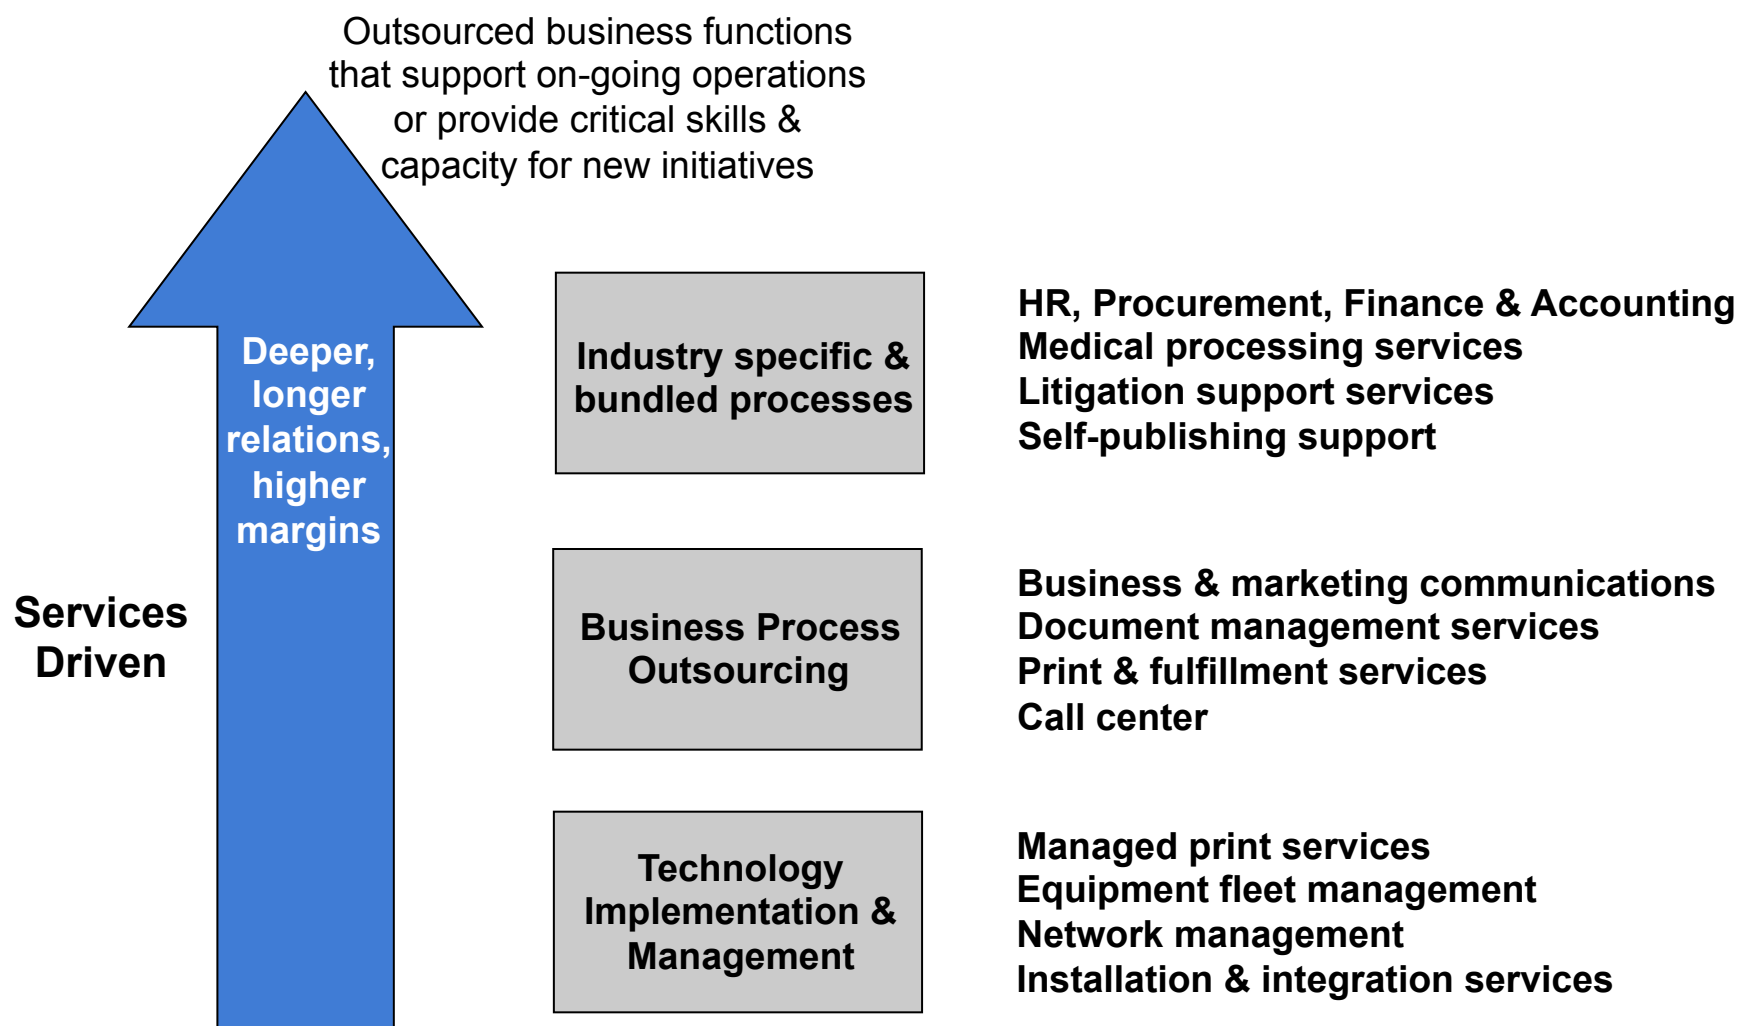 Outsourced business functions
that support on-going operations
or provide critical skills &
capacity for new initiatives
Deeper,
longer
relations,
higher
margins
Services
Driven
Industry specific &
bundled processes
HR, Procurement, Finance & Accounting
Medical processing services
Litigation support services
Self-publishing support
Business Process
Outsourcing
Business & marketing communications
Document management services
Print & fulfillment services
Call center
Technology
Implementation &
Management
Managed print services
Equipment fleet management
Network management
Installation & integration services